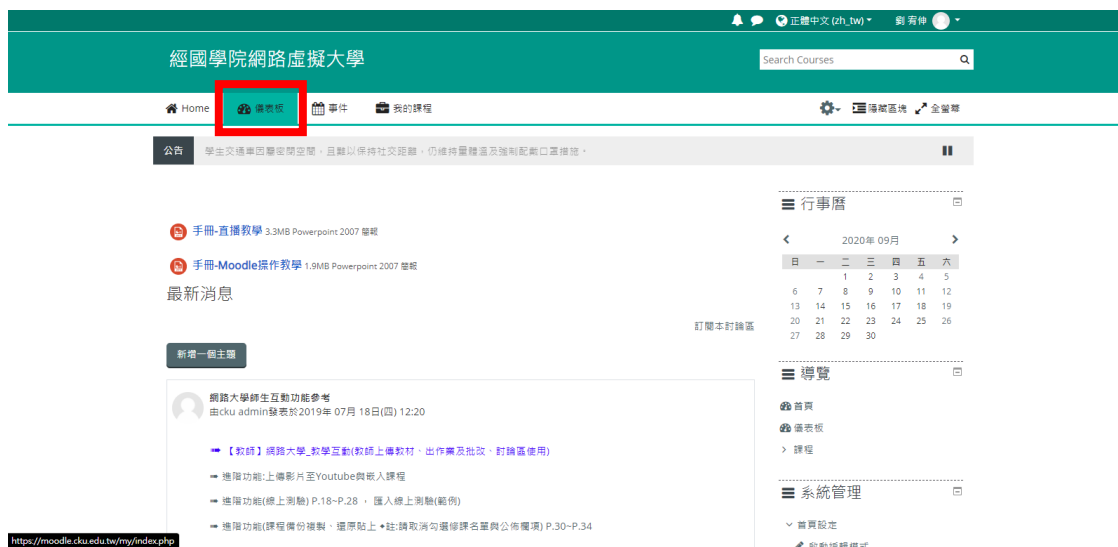 正體中文 (zh_tw) 劉宥伸
經國學院網路虛擬大學
Search Courses
Home 儀表板 事件 我的課程 隱藏區塊 全螢幕
公告 學生交通車因屬密閉空間，且難以保持社交距離，仍維持量體溫及強制配戴口罩措施。
手冊-直播教學 3.3MB Powerpoint 2007 簡報
手冊-Moodle操作教學 1.9MB Powerpoint 2007 簡報
最新消息
訂閱本討論區
新增一個主題
網路大學師生互動功能參考
由cku admin發表於2019年 07月 18日(四) 12:20
➠ 【教師】網路大學_教學互動(教師上傳教材、出作業及批改、討論區使用)
➠ 進階功能:上傳影片至Youtube與嵌入課程
➠ 進階功能(線上測驗) P.18~P.28 ， 匯入線上測驗(範例)
➠ 進階功能(課程備份複製、還原貼上 ✦註:請取消勾選修課名單與公佈欄項) P.30~P.34
行事曆
2020年 09月
日 一 二 三 四 五 六
1 2 3 4 5
6 7 8 9 10 11 12
13 14 15 16 17 18 19
20 21 22 23 24 25 26
27 28 29 30
導覽
首頁
儀表板
課程
系統管理
首頁設定
啟動編輯模式
https://moodle.cku.edu.tw/my/index.php